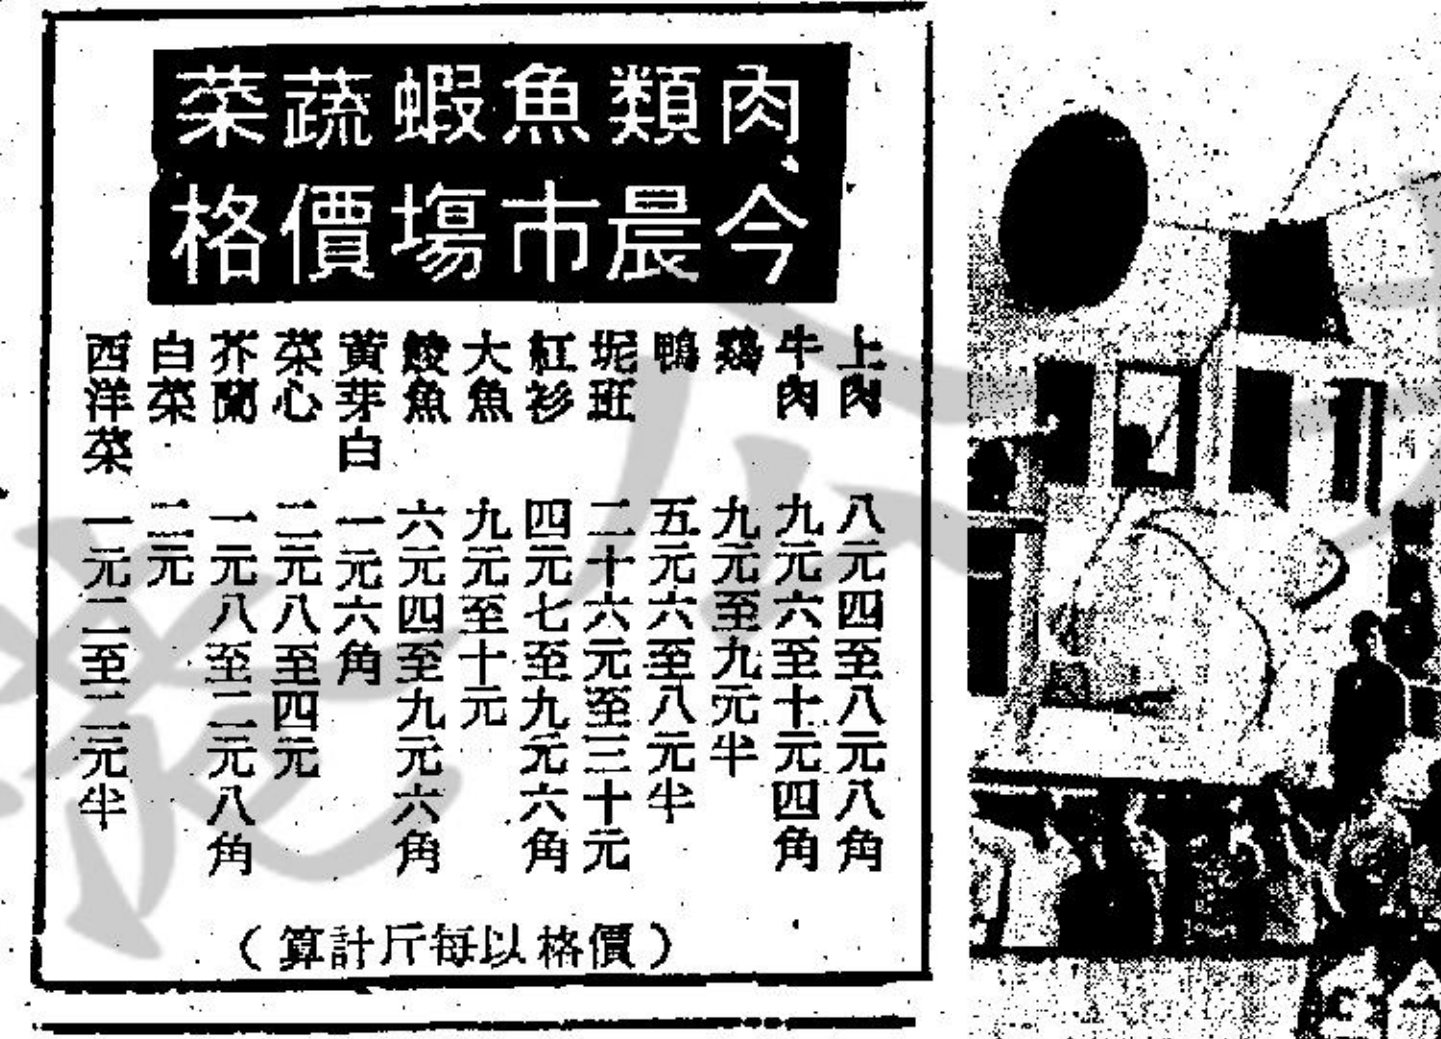 肉類魚蝦蔬菜
今晨市場價格
上肉 八元四至八元八角
牛肉 九元六至十元四角
鷄 九元至九元半
鴨 五元六至八元半
坭斑 二十六元至三十元
紅衫 四元七至九元六角
大魚 九元至十元
鯪魚 六元四至九元六角
黃芽白 一元六角
菜心 二元八至四元
芥蘭 一元八至二元八角
白菜 二元
西洋菜 一元二至二元半
（價格以每斤計算）